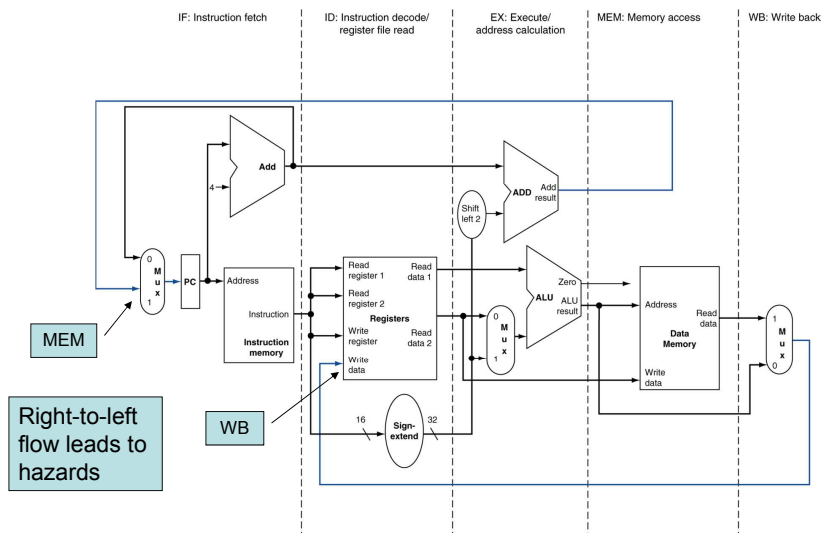 IF: Instruction fetch
ID: Instruction decode/
register file read
EX: Execute/
address calculation
MEM: Memory access
WB: Write back
Add
4
ADD
Add
result
Shift
left 2
0
M
u
x
1
PC
Address
Instruction
Instruction
memory
Read
register 1
Read
register 2
Write
register
Write
data
Read
data 1
Registers
Read
data 2
0
M
u
x
1
Zero
ALU
ALU
result
Address
Read
data
Data
Memory
Write
data
1
M
u
x
0
16
Sign-
extend
32
MEM
WB
Right-to-left
flow leads to
hazards